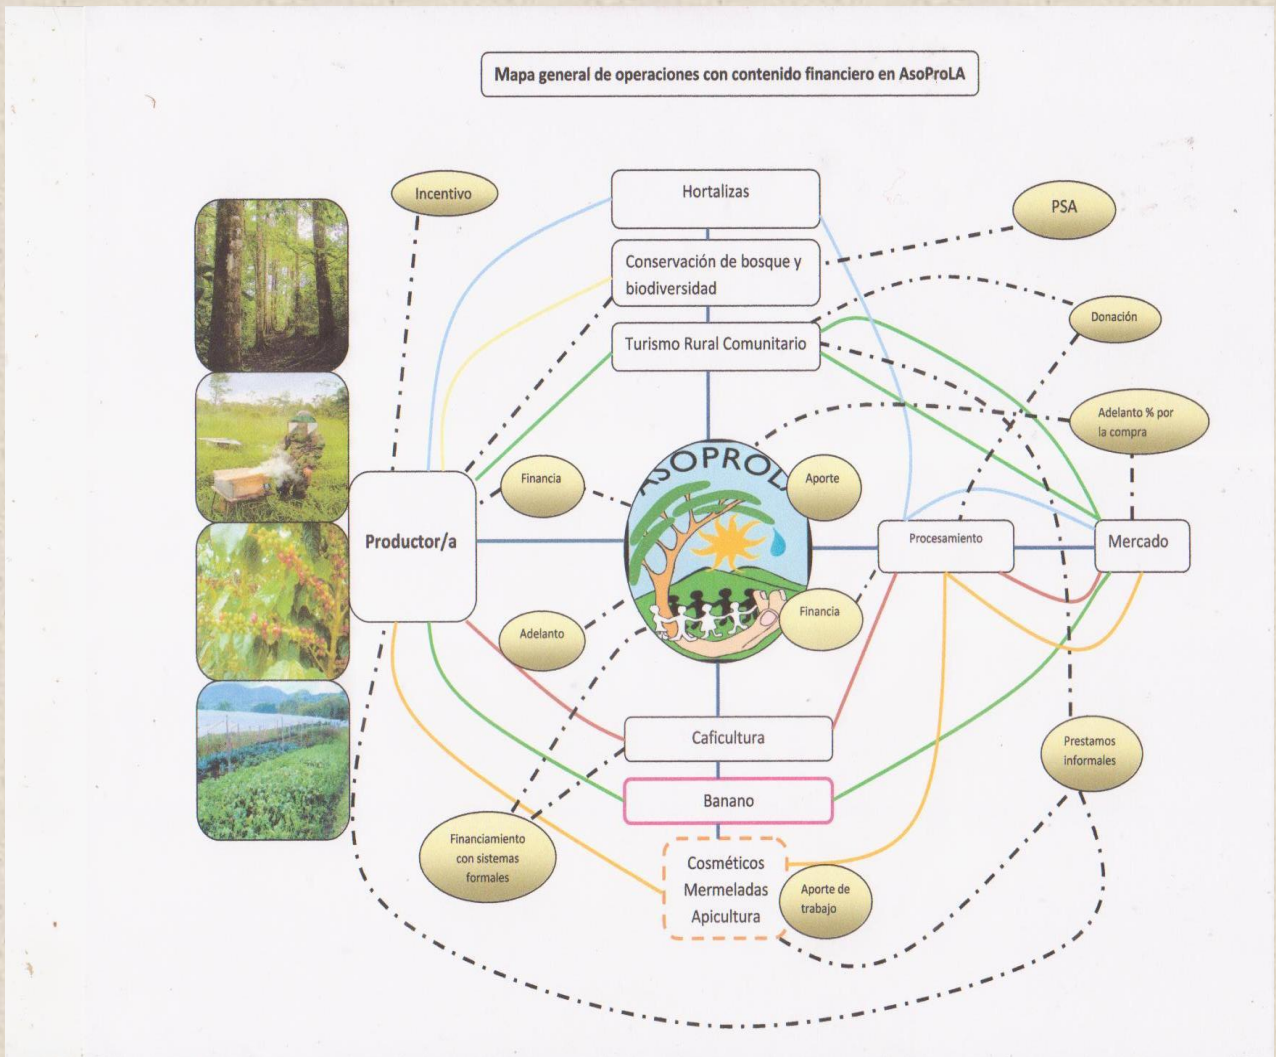 Mapa general de operaciones con contenido financiero en AsoProLA
Incentivo
Hortalizas
PSA
Conservación de bosque y
biodiversidad
Donación
Turismo Rural Comunitario
Adelanto % por
la compra
ASOPROLA
Financia
Aporte
Productor/a
Procesamiento
Mercado
Adelanto
Financia
Caficultura
Prestamos
informales
Banano
Financiamiento
con sistemas
formales
Cosméticos
Mermeladas
Apicultura
Aporte de
trabajo